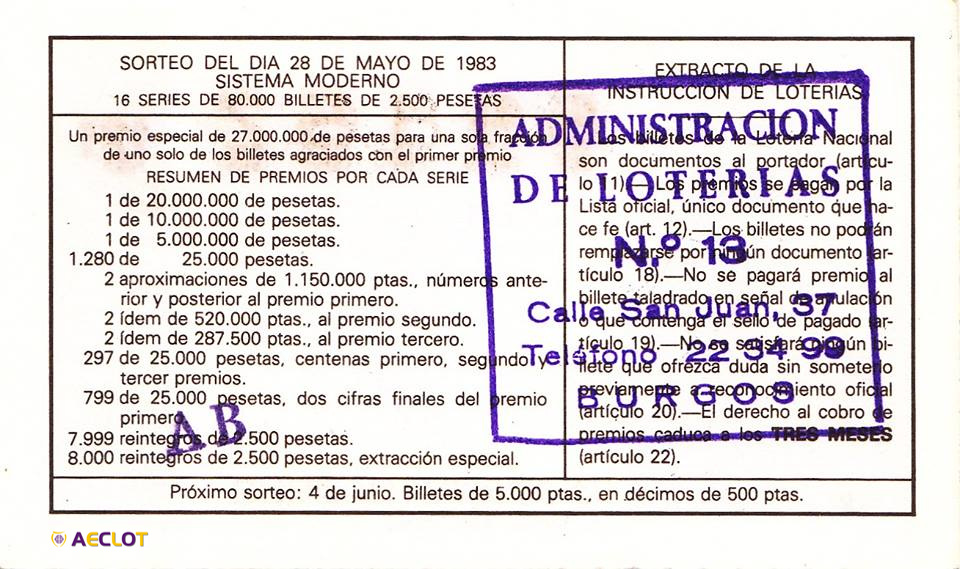 SORTEO DEL DIA 28 DE MAYO DE 1983
SISTEMA MODERNO
16 SERIES DE 80.000 BILLETES DE 2.500 PESETAS
Un premio especial de 27.000.000 de pesetas para una sola fracción
de uno solo de los billetes agraciados con el primer premio
RESUMEN DE PREMIOS POR CADA SERIE
1 de 20.000.000 de pesetas.
1 de 10.000.000 de pesetas.
1 de 5.000.000 de pesetas.
1.280 de 25.000 pesetas.
2 aproximaciones de 1.150.000 ptas., números ante-
rior y posterior al premio primero.
2 ídem de 520.000 ptas., al premio segundo.
2 ídem de 287.500 ptas., al premio tercero.
297 de 25.000 pesetas, centenas primero, segundo y
tercer premios.
799 de 25.000 pesetas, dos cifras finales del premio
primero.
7.999 reintegros de 2.500 pesetas.
8.000 reintegros de 2.500 pesetas, extracción especial.
AB
EXTRACTO DE LA
INSTRUCCION DE LOTERIAS
Los billetes de la Lotería Nacional
son documentos al portador (artícu-
lo 11).—Los premios se pagan por la
Lista oficial, único documento que ha-
ce fe (art. 12).—Los billetes no podrán
remplazarse por ningún documento (ar-
tículo 18).—No se pagará premio al
billete taladrado en señal de anulación
o que contenga el sello de pagado (ar-
tículo 19).—No se satisfará ningún bi-
llete que ofrezca duda sin someterlo
previamente a reconocimiento oficial
(artículo 20).—El derecho al cobro de
premios caduca a los TRES MESES
(artículo 22).
ADMINISTRACION
DE LOTERIAS
N.º 13
Calle San Juan, 37
Teléfono 22 34 99
BURGOS
Próximo sorteo: 4 de junio. Billetes de 5.000 ptas., en décimos de 500 ptas.
AECLOT